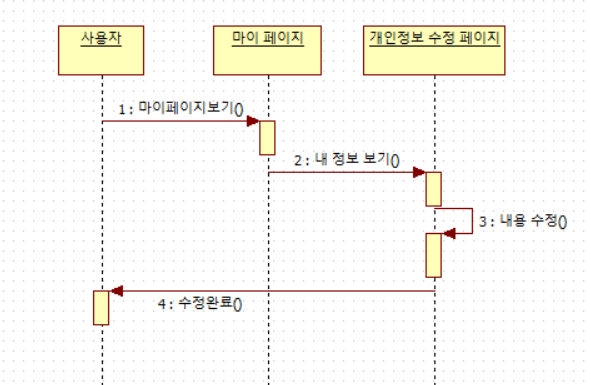 사용자
마이 페이지
개인정보 수정 페이지
1 : 마이페이지보기()
2 : 내 정보 보기()
3 : 내용 수정()
4 : 수정완료()